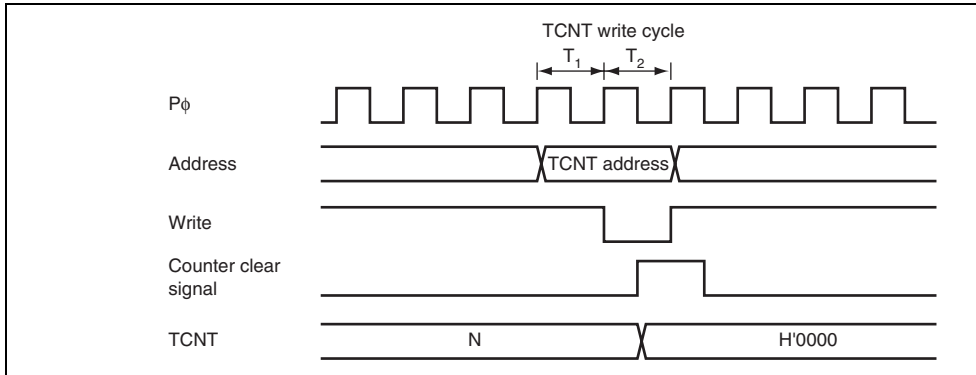 TCNT write cycle
T1 T2
Pϕ
Address
TCNT address
Write
Counter clear
signal
TCNT
N
H'0000